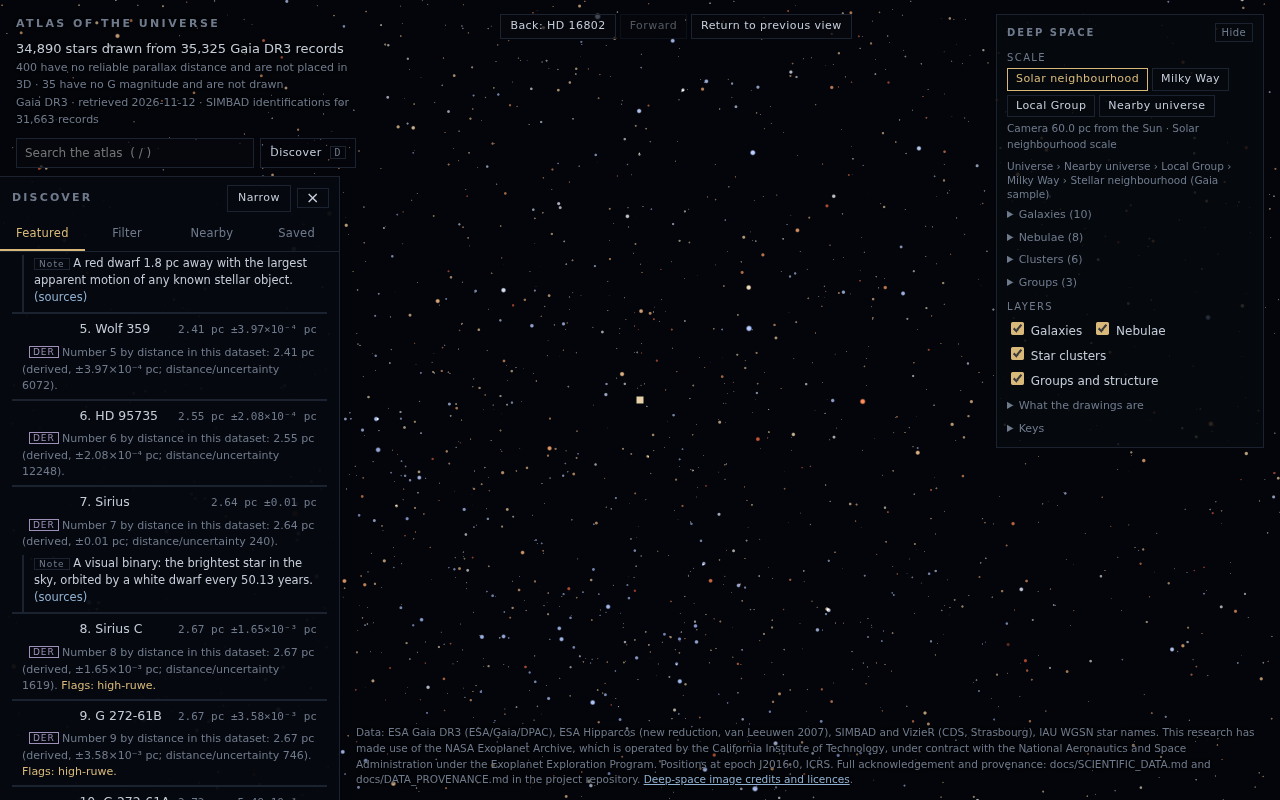 ATLAS OF THE UNIVERSE
34,890 stars drawn from 35,325 Gaia DR3 records
400 have no reliable parallax distance and are not placed in
3D · 35 have no G magnitude and are not drawn.
Gaia DR3 · retrieved 2026-11-12 · SIMBAD identifications for
31,663 records
Search the atlas ( / )
Discover D
Back: HD 16802
Forward
Return to previous view
DISCOVER
Narrow
✕
Featured
Filter
Nearby
Saved
Note A red dwarf 1.8 pc away with the largest
apparent motion of any known stellar object.
(sources)
5. Wolf 359 2.41 pc ±3.97×10⁻⁴ pc
DER Number 5 by distance in this dataset: 2.41 pc
(derived, ±3.97×10⁻⁴ pc; distance/uncertainty
6072).
6. HD 95735 2.55 pc ±2.08×10⁻⁴ pc
DER Number 6 by distance in this dataset: 2.55 pc
(derived, ±2.08×10⁻⁴ pc; distance/uncertainty
12248).
7. Sirius 2.64 pc ±0.01 pc
DER Number 7 by distance in this dataset: 2.64 pc
(derived, ±0.01 pc; distance/uncertainty 240).
Note A visual binary: the brightest star in the
sky, orbited by a white dwarf every 50.13 years.
(sources)
8. Sirius C 2.67 pc ±1.65×10⁻³ pc
DER Number 8 by distance in this dataset: 2.67 pc
(derived, ±1.65×10⁻³ pc; distance/uncertainty
1619). Flags: high-ruwe.
9. G 272-61B 2.67 pc ±3.58×10⁻³ pc
DER Number 9 by distance in this dataset: 2.67 pc
(derived, ±3.58×10⁻³ pc; distance/uncertainty 746).
Flags: high-ruwe.
DEEP SPACE
Hide
SCALE
Solar neighbourhood
Milky Way
Local Group
Nearby universe
Camera 60.0 pc from the Sun · Solar
neighbourhood scale
Universe › Nearby universe › Local Group ›
Milky Way › Stellar neighbourhood (Gaia
sample)
▶ Galaxies (10)
▶ Nebulae (8)
▶ Clusters (6)
▶ Groups (3)
LAYERS
Galaxies
Nebulae
Star clusters
Groups and structure
▶ What the drawings are
▶ Keys
Data: ESA Gaia DR3 (ESA/Gaia/DPAC), ESA Hipparcos (new reduction, van Leeuwen 2007), SIMBAD and VizieR (CDS, Strasbourg), IAU WGSN star names. This research has
made use of the NASA Exoplanet Archive, which is operated by the California Institute of Technology, under contract with the National Aeronautics and Space
Administration under the Exoplanet Exploration Program. Positions at epoch J2016.0, ICRS. Full acknowledgement and provenance: docs/SCIENTIFIC_DATA.md and
docs/DATA_PROVENANCE.md in the project repository. Deep-space image credits and licences.